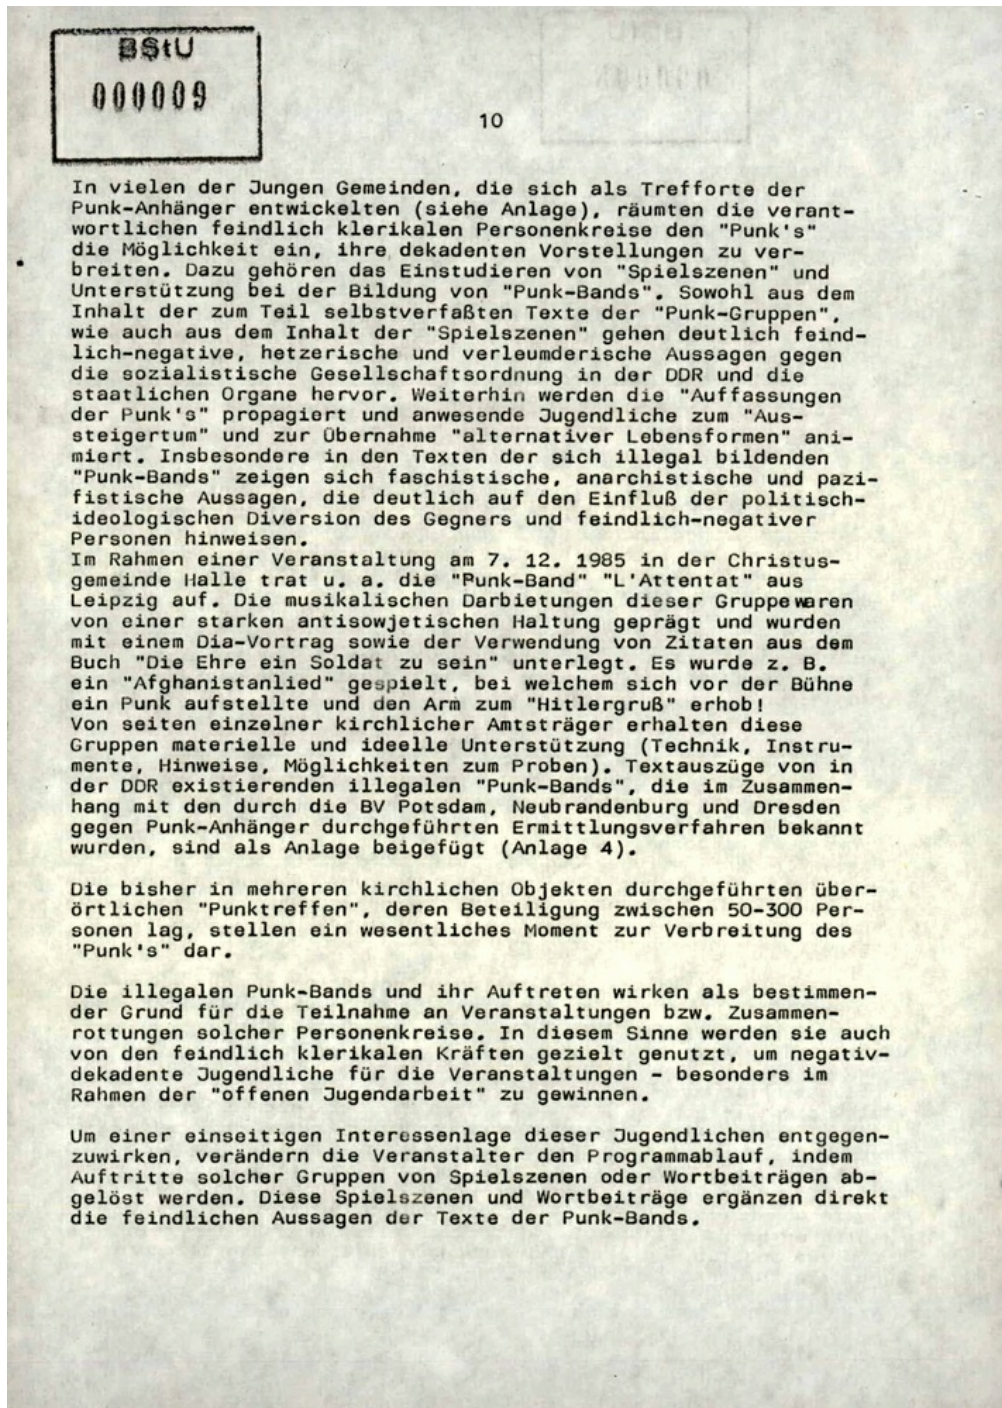 BStU
000009
10
In vielen der Jungen Gemeinden, die sich als Trefforte der
Punk-Anhänger entwickelten (siehe Anlage), räumten die verant-
wortlichen feindlich klerikalen Personenkreise den "Punk's"
die Möglichkeit ein, ihre dekadenten Vorstellungen zu ver-
breiten. Dazu gehören das Einstudieren von "Spielszenen" und
Unterstützung bei der Bildung von "Punk-Bands". Sowohl aus dem
Inhalt der zum Teil selbstverfaßten Texte der "Punk-Gruppen",
wie auch aus dem Inhalt der "Spielszenen" gehen deutlich feind-
lich-negative, hetzerische und verleumderische Aussagen gegen
die sozialistische Gesellschaftsordnung in der DDR und die
staatlichen Organe hervor. Weiterhin werden die "Auffassungen
der Punk's" propagiert und anwesende Jugendliche zum "Aus-
steigertum" und zur Übernahme "alternativer Lebensformen" ani-
miert. Insbesondere in den Texten der sich illegal bildenden
"Punk-Bands" zeigen sich faschistische, anarchistische und pazi-
fistische Aussagen, die deutlich auf den Einfluß der politisch-
ideologischen Diversion des Gegners und feindlich-negativer
Personen hinweisen.
Im Rahmen einer Veranstaltung am 7. 12. 1985 in der Christus-
gemeinde Halle trat u. a. die "Punk-Band" "L'Attentat" aus
Leipzig auf. Die musikalischen Darbietungen dieser Gruppe waren
von einer starken antisowjetischen Haltung geprägt und wurden
mit einem Dia-Vortrag sowie der Verwendung von Zitaten aus dem
Buch "Die Ehre ein Soldat zu sein" unterlegt. Es wurde z. B.
ein "Afghanistanlied" gespielt, bei welchem sich vor der Bühne
ein Punk aufstellte und den Arm zum "Hitlergruß" erhob!
Von seiten einzelner kirchlicher Amtsträger erhalten diese
Gruppen materielle und ideelle Unterstützung (Technik, Instru-
mente, Hinweise, Möglichkeiten zum Proben). Textauszüge von in
der DDR existierenden illegalen "Punk-Bands", die im Zusammen-
hang mit den durch die BV Potsdam, Neubrandenburg und Dresden
gegen Punk-Anhänger durchgeführten Ermittlungsverfahren bekannt
wurden, sind als Anlage beigefügt (Anlage 4).
Die bisher in mehreren kirchlichen Objekten durchgeführten über-
örtlichen "Punktreffen", deren Beteiligung zwischen 50-300 Per-
sonen lag, stellen ein wesentliches Moment zur Verbreitung des
"Punk's" dar.
Die illegalen Punk-Bands und ihr Auftreten wirken als bestimmen-
der Grund für die Teilnahme an Veranstaltungen bzw. Zusammen-
rottungen solcher Personenkreise. In diesem Sinne werden sie auch
von den feindlich klerikalen Kräften gezielt genutzt, um negativ-
dekadente Jugendliche für die Veranstaltungen - besonders im
Rahmen der "offenen Jugendarbeit" zu gewinnen.
Um einer einseitigen Interessenlage dieser Jugendlichen entgegen-
zuwirken, verändern die Veranstalter den Programmablauf, indem
Auftritte solcher Gruppen von Spielszenen oder Wortbeiträgen ab-
gelöst werden. Diese Spielszenen und Wortbeiträge ergänzen direkt
die feindlichen Aussagen der Texte der Punk-Bands.